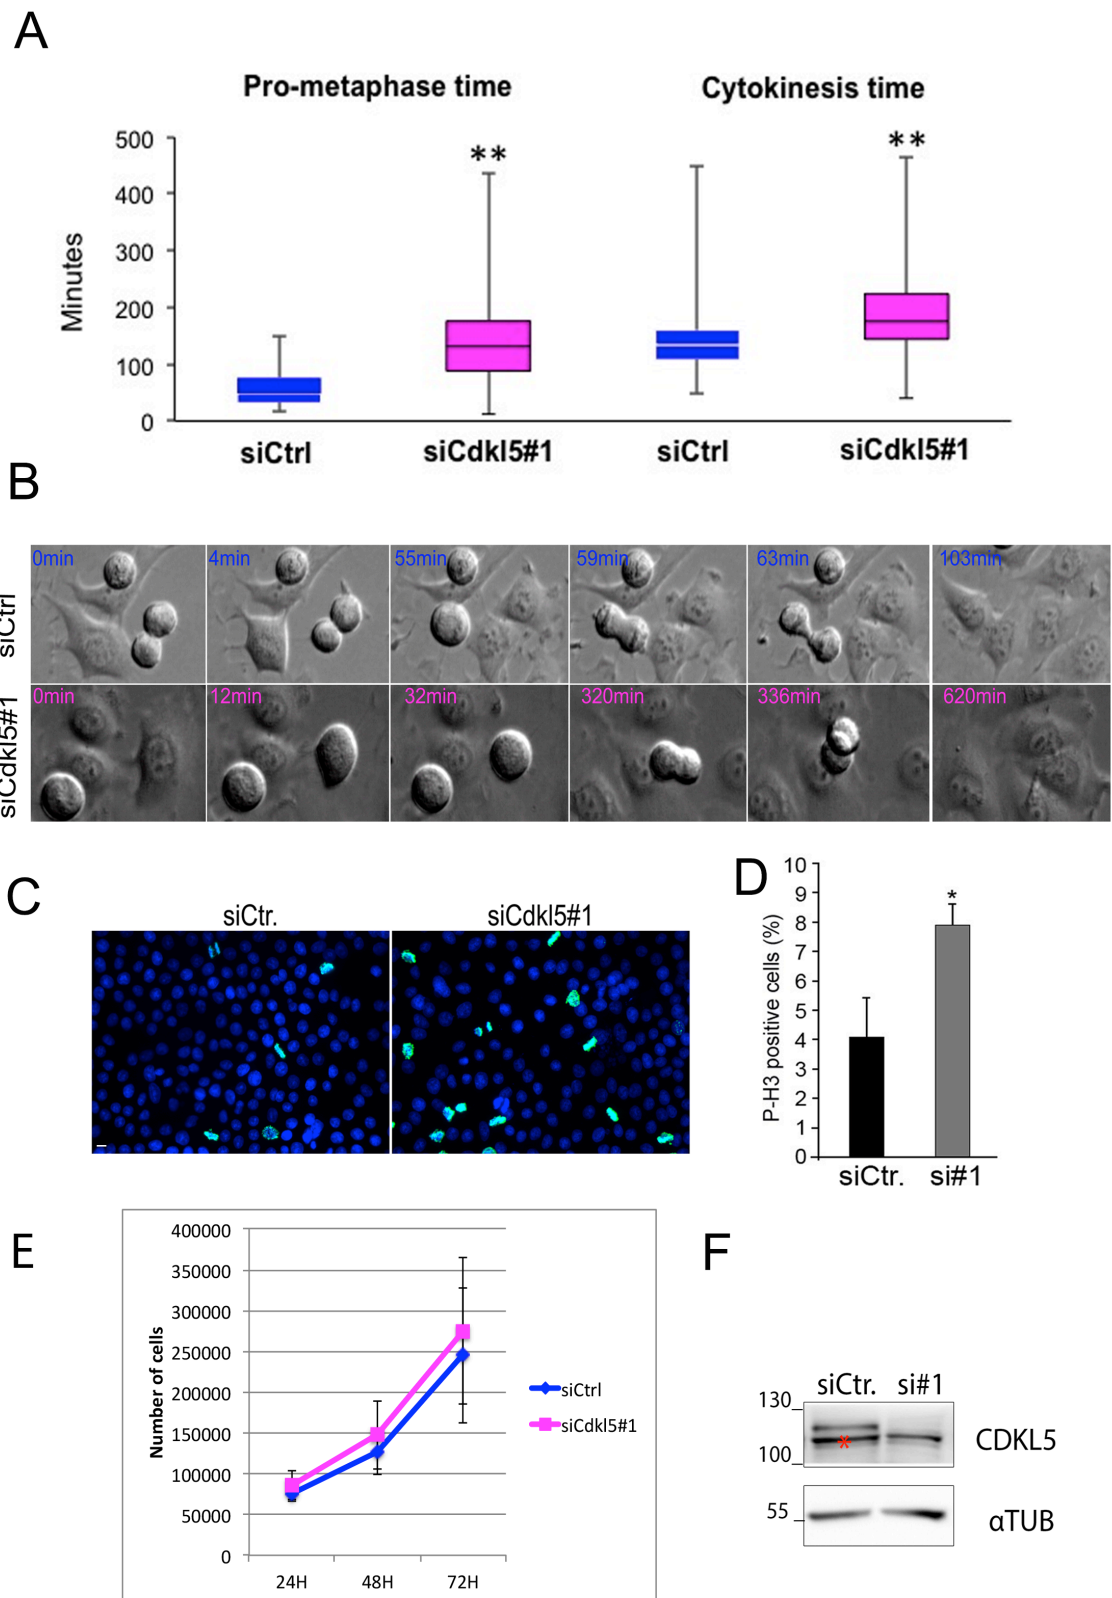 A
Pro-metaphase time
Cytokinesis time
Minutes
500
400
300
200
100
0
**
**
siCtrl
siCdkl5#1
siCtrl
siCdkl5#1
B
siCtrl
0min
4min
55min
59min
63min
103min
siCdkl5#1
0min
12min
32min
320min
336min
620min
C
siCtr.
siCdkl5#1
D
P-H3 positive cells (%)
10
9
8
7
6
5
4
3
2
1
0
*
siCtr.
si#1
E
Number of cells
400000
350000
300000
250000
200000
150000
100000
50000
0
24H
48H
72H
siCtrl
siCdkl5#1
F
siCtr.
si#1
130
100
*
CDKL5
55
αTUB